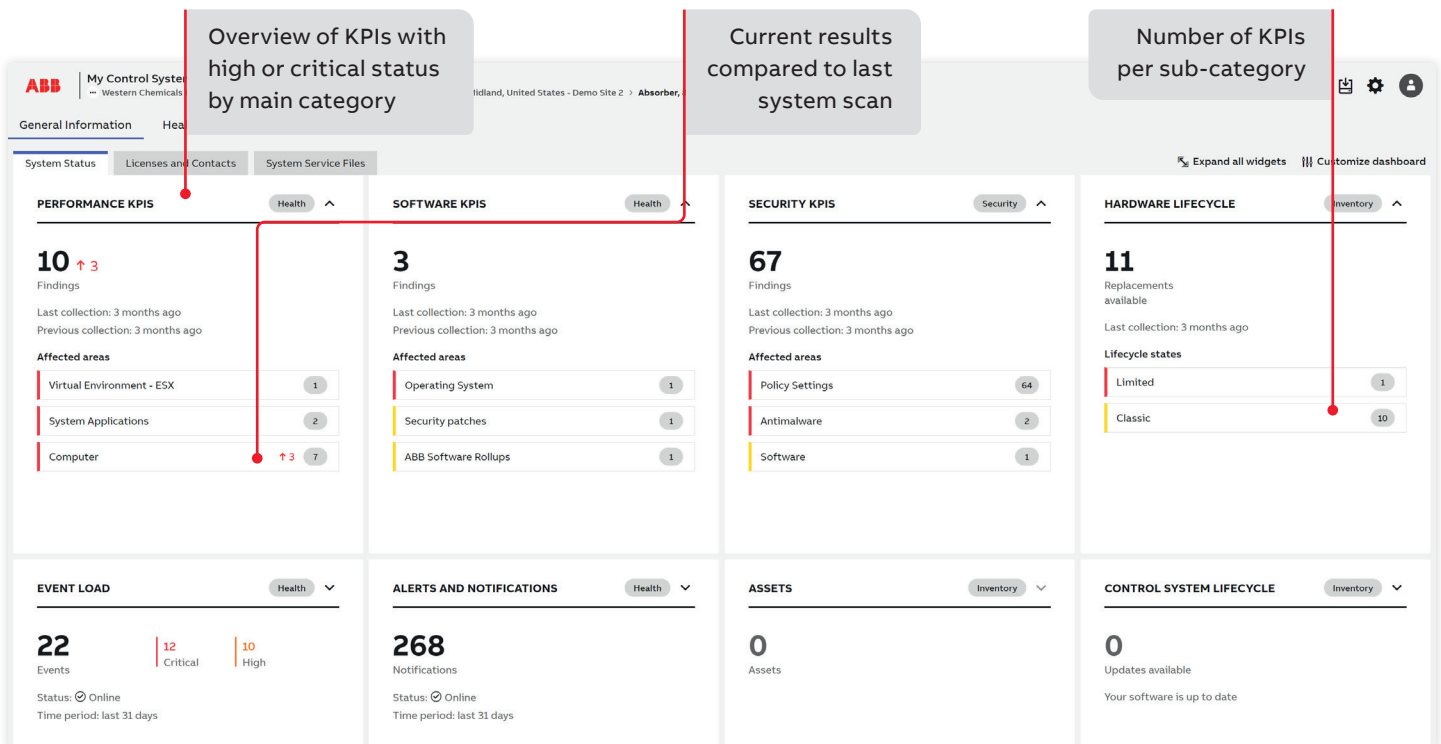 Overview of KPIs with
high or critical status
by main category
Current results
compared to last
system scan
Number of KPIs
per sub-category
ABB
My Control System
Western Chemicals
Midland, United States - Demo Site 2 > Absorber,
General Information
System Status
Licenses and Contacts
System Service Files
Expand all widgets
Customize dashboard
PERFORMANCE KPIS
Health
10 ↑ 3
Findings
Last collection: 3 months ago
Previous collection: 3 months ago
Affected areas
Virtual Environment - ESX 1
System Applications 2
Computer ↑ 3 7
SOFTWARE KPIS
Health
3
Findings
Last collection: 3 months ago
Previous collection: 3 months ago
Affected areas
Operating System 1
Security patches 1
ABB Software Rollups 1
SECURITY KPIS
Security
67
Findings
Last collection: 3 months ago
Previous collection: 3 months ago
Affected areas
Policy Settings 64
Antimalware 2
Software 1
HARDWARE LIFECYCLE
Inventory
11
Replacements
available
Last collection: 3 months ago
Lifecycle states
Limited 1
Classic 10
EVENT LOAD
Health
22
Events
12
Critical
10
High
Status: Online
Time period: last 31 days
ALERTS AND NOTIFICATIONS
Health
268
Notifications
Status: Online
Time period: last 31 days
ASSETS
Inventory
0
Assets
CONTROL SYSTEM LIFECYCLE
Inventory
0
Updates available
Your software is up to date